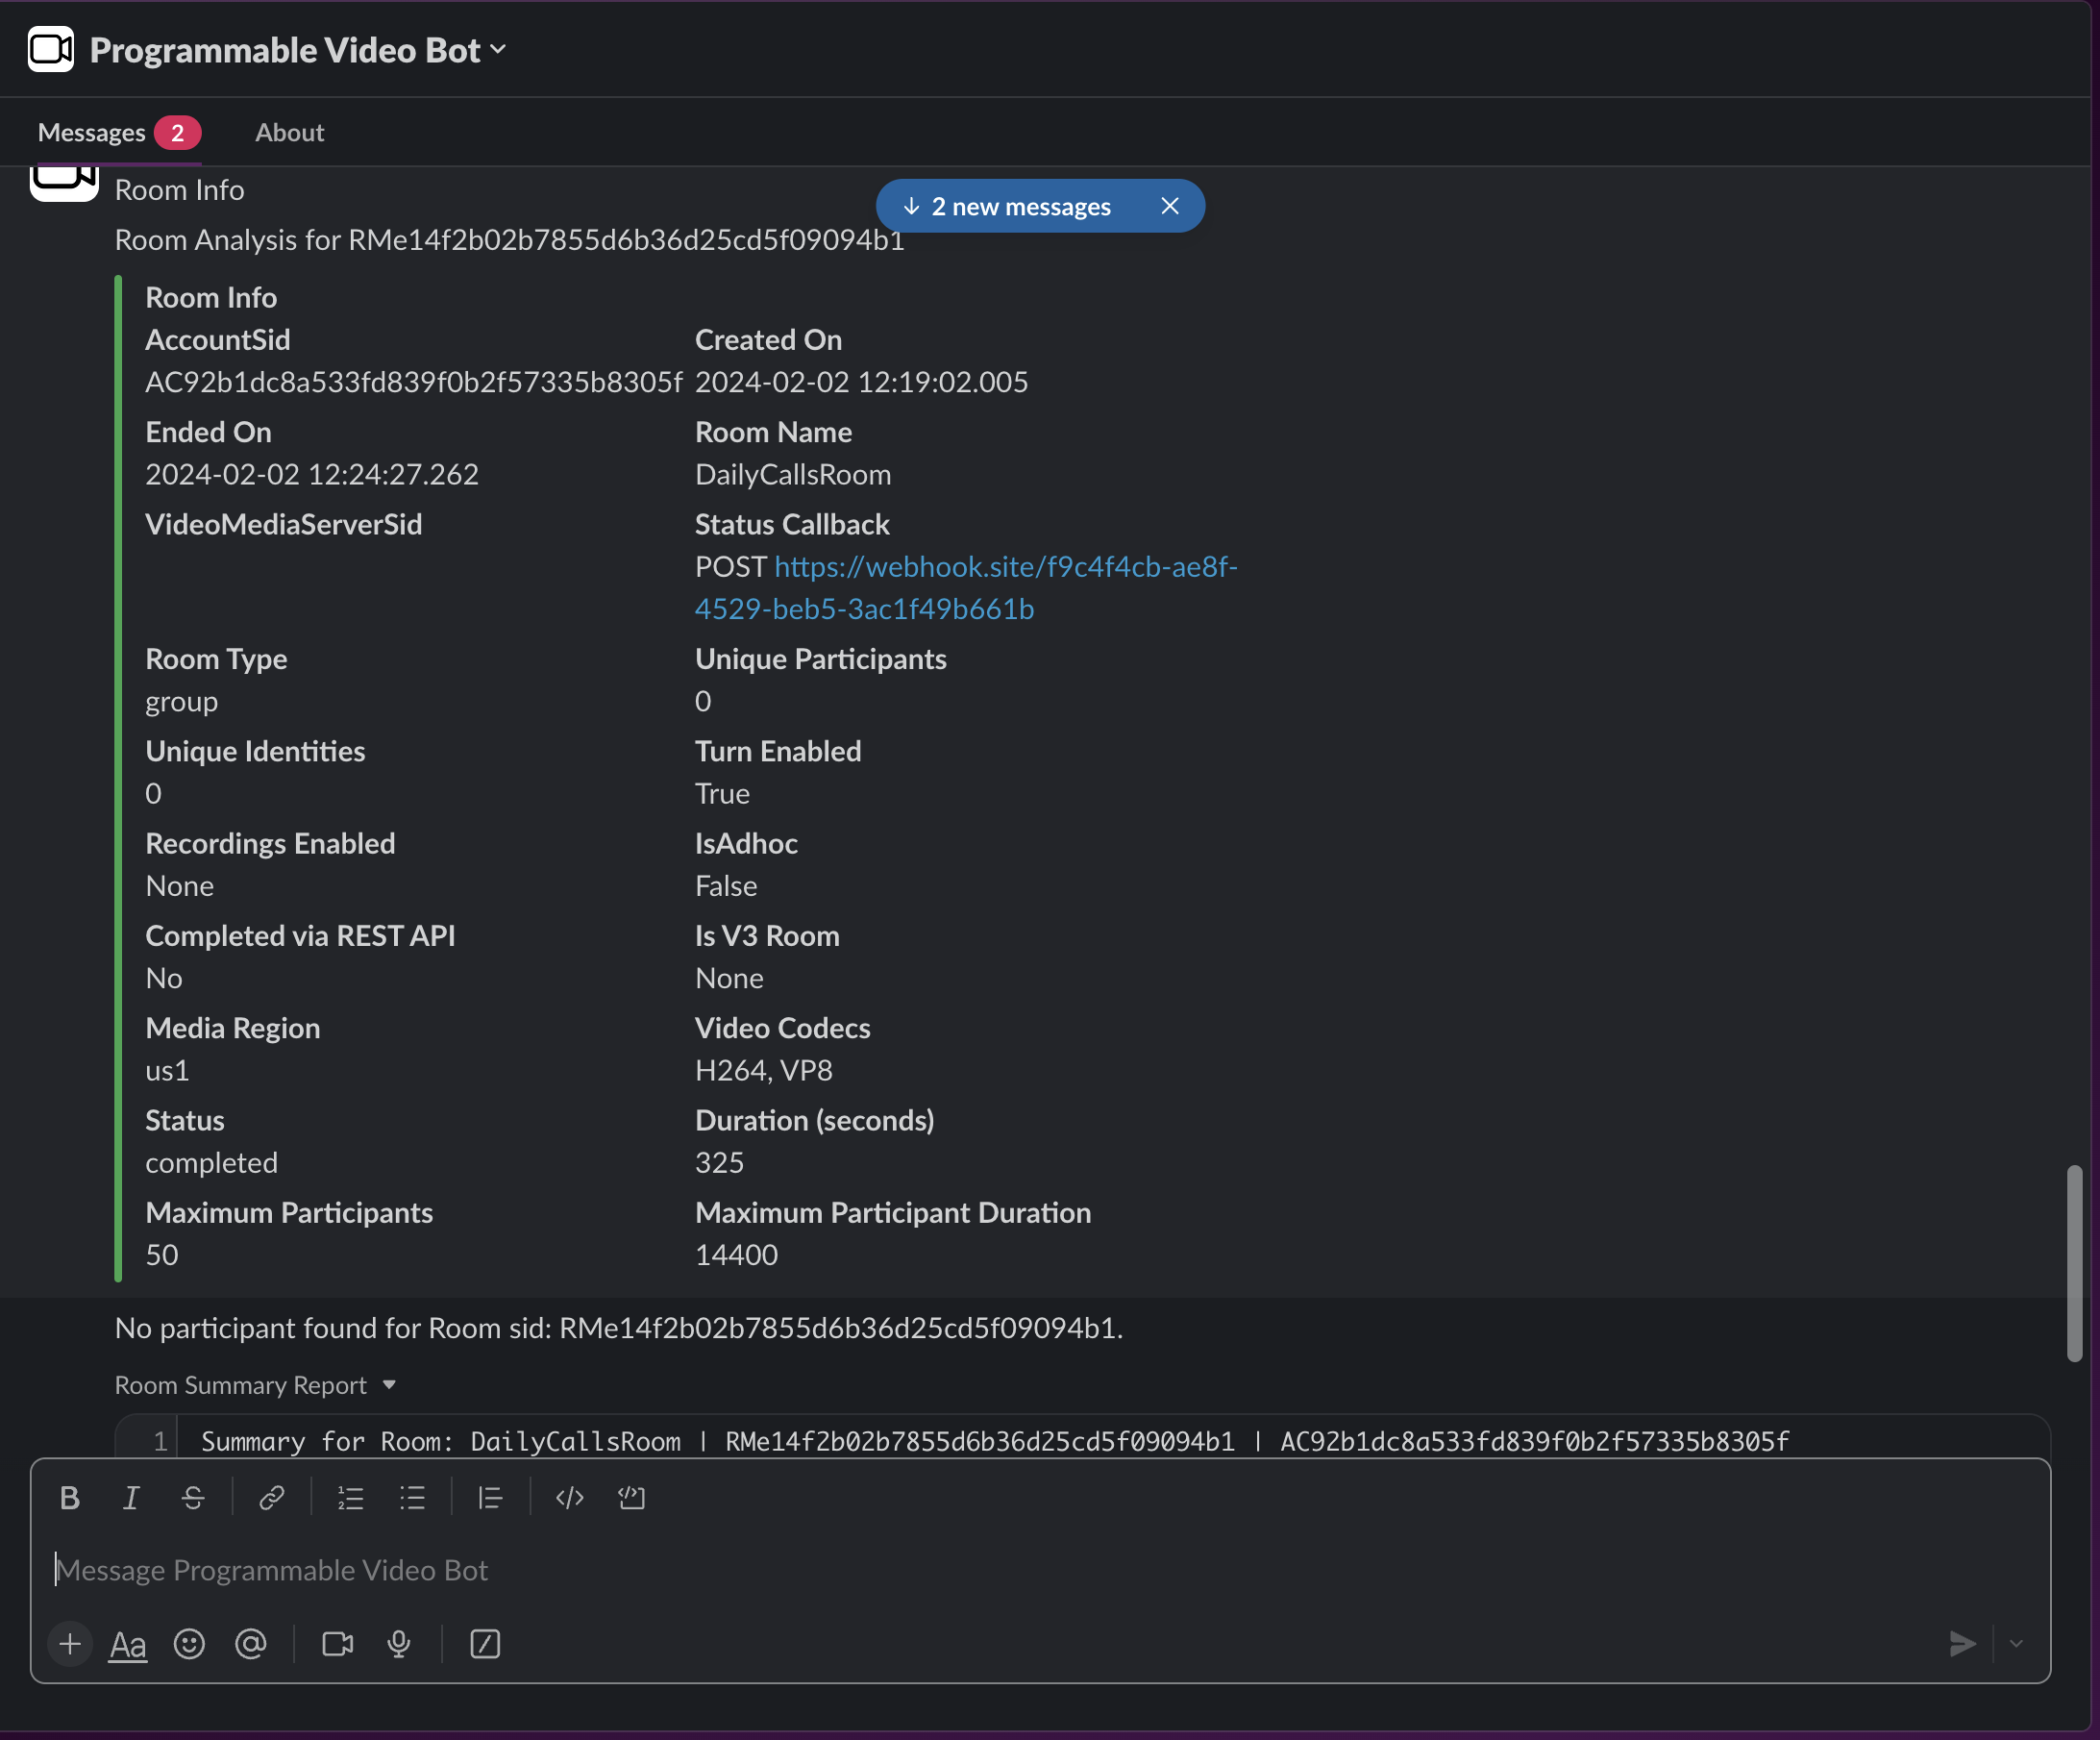 Programmable Video Bot
Messages 2 About
Room Info
2 new messages
Room Analysis for RMe14f2b02b7855d6b36d25cd5f09094b1
Room Info
AccountSid
AC92b1dc8a533fd839f0b2f57335b8305f
Created On
2024-02-02 12:19:02.005
Ended On
2024-02-02 12:24:27.262
Room Name
DailyCallsRoom
VideoMediaServerSid
Status Callback
POST https://webhook.site/f9c4f4cb-ae8f-
4529-beb5-3ac1f49b661b
Room Type
group
Unique Participants
0
Unique Identities
0
Turn Enabled
True
Recordings Enabled
None
IsAdhoc
False
Completed via REST API
No
Is V3 Room
None
Media Region
us1
Video Codecs
H264, VP8
Status
completed
Duration (seconds)
325
Maximum Participants
50
Maximum Participant Duration
14400
No participant found for Room sid: RMe14f2b02b7855d6b36d25cd5f09094b1.
Room Summary Report
1 Summary for Room: DailyCallsRoom | RMe14f2b02b7855d6b36d25cd5f09094b1 | AC92b1dc8a533fd839f0b2f57335b8305f
Message Programmable Video Bot